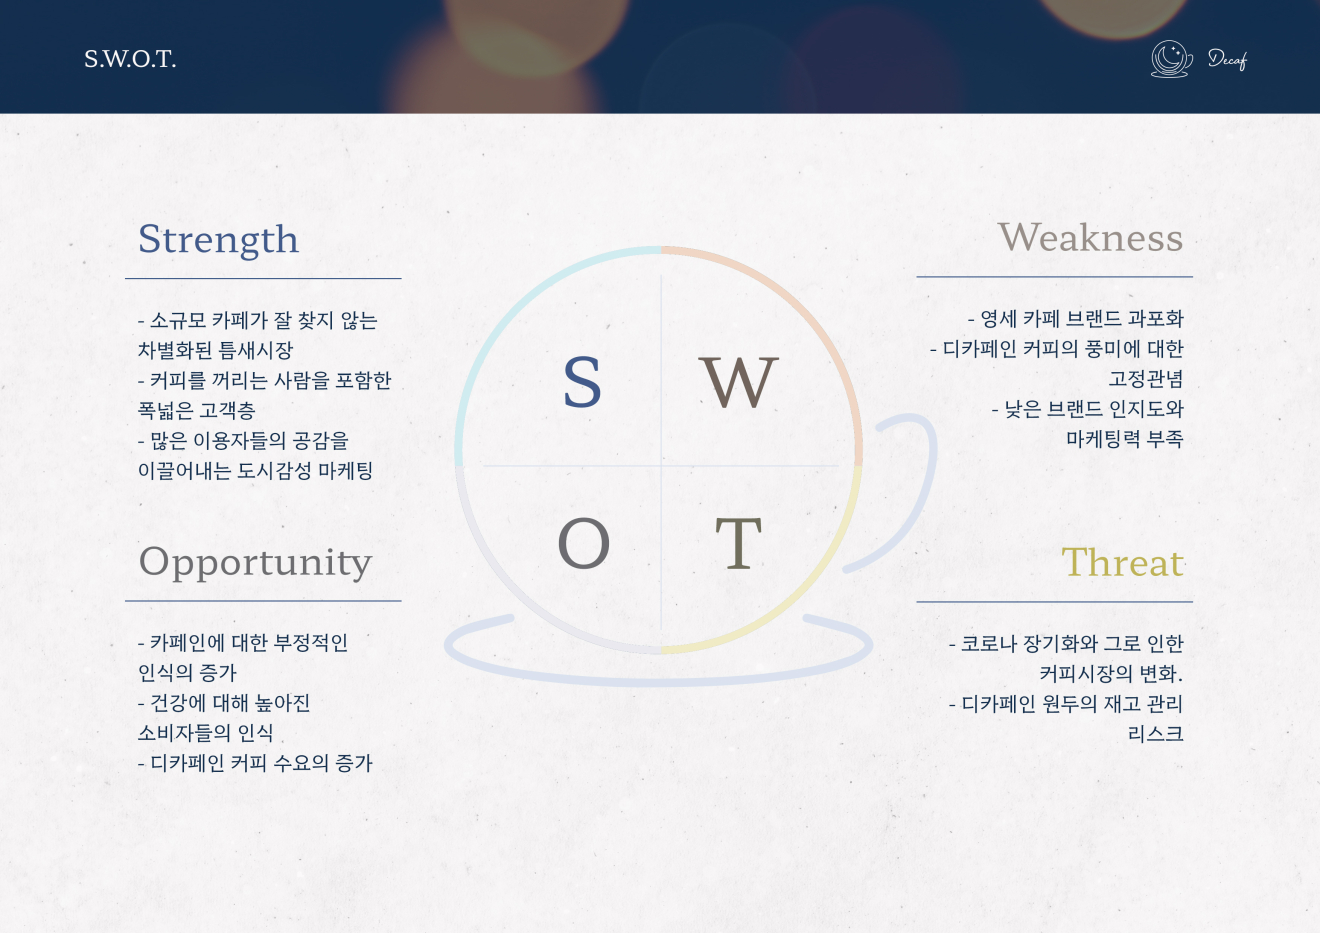 S.W.O.T.
Decaf
Strength
- 소규모 카페가 잘 찾지 않는
차별화된 틈새시장
- 커피를 꺼리는 사람을 포함한
폭넓은 고객층
- 많은 이용자들의 공감을
이끌어내는 도시감성 마케팅
Weakness
- 영세 카페 브랜드 과포화
- 디카페인 커피의 풍미에 대한
고정관념
- 낮은 브랜드 인지도와
마케팅력 부족
S
W
O
T
Opportunity
- 카페인에 대한 부정적인
인식의 증가
- 건강에 대해 높아진
소비자들의 인식
- 디카페인 커피 수요의 증가
Threat
- 코로나 장기화와 그로 인한
커피시장의 변화.
- 디카페인 원두의 재고 관리
리스크